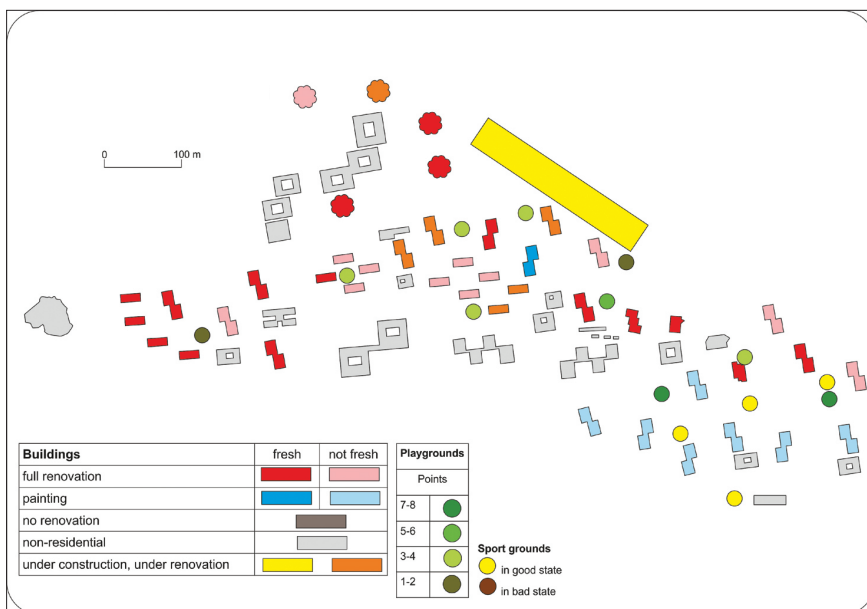 0 100 m
Buildings fresh not fresh
full renovation
painting
no renovation
non-residential
under construction, under renovation
Playgrounds
Points
7-8
5-6
3-4
1-2
Sport grounds
in good state
in bad state